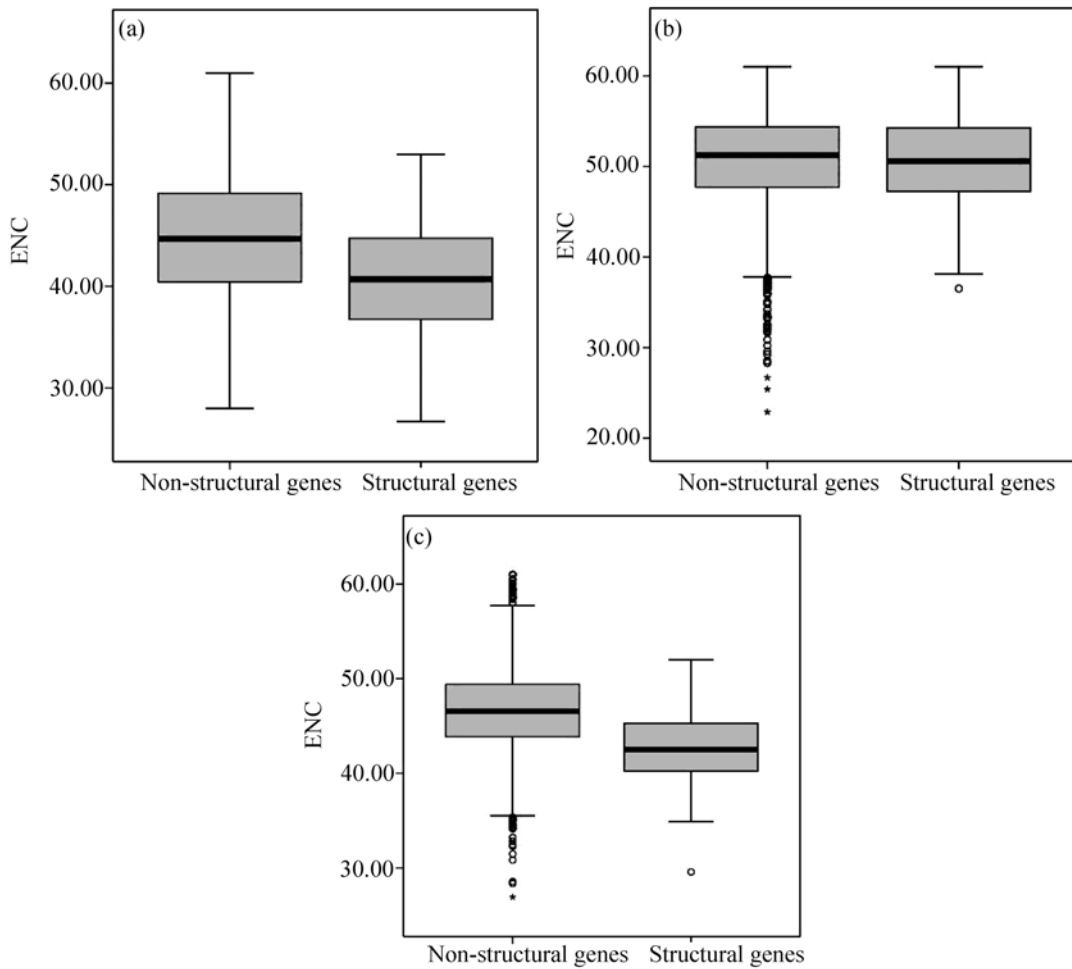 (a)
60.00
50.00
40.00
30.00
ENC
Non-structural genes Structural genes
(b)
60.00
50.00
40.00
30.00
20.00
ENC
Non-structural genes Structural genes
(c)
60.00
50.00
40.00
30.00
ENC
Non-structural genes Structural genes